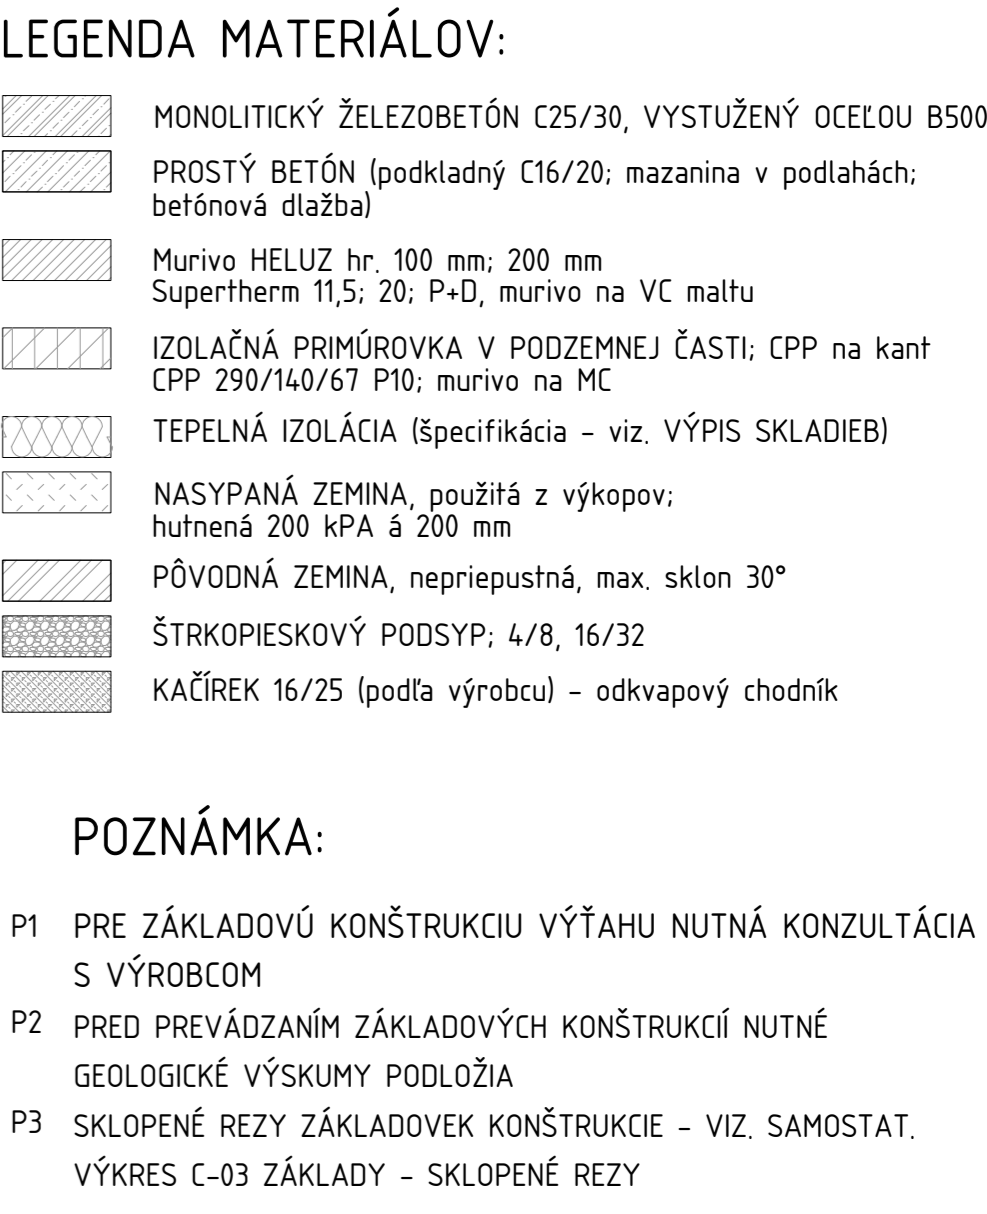 LEGENDA MATERIÁLOV:
MONOLITICKÝ ŽELEZOBETÓN C25/30, VYSTUŽENÝ OCEĽOU B500
PROSTÝ BETÓN (podkladný C16/20; mazanina v podlahách;
betónová dlažba)
Murivo HELUZ hr. 100 mm; 200 mm
Supertherm 11,5; 20; P+D, murivo na VC maltu
IZOLAČNÁ PRIMÚROVKA V PODZEMNEJ ČASTI; CPP na kant
CPP 290/140/67 P10; murivo na MC
TEPELNÁ IZOLÁCIA (špecifikácia - viz. VÝPIS SKLADIEB)
NASYPANÁ ZEMINA, použitá z výkopov;
hutnená 200 kPA á 200 mm
PÔVODNÁ ZEMINA, nepriepustná, max. sklon 30°
ŠTRKOPIESKOVÝ PODSYP; 4/8, 16/32
KAČÍREK 16/25 (podľa výrobcu) - odkvapový chodník
POZNÁMKA:
P1 PRE ZÁKLADOVÚ KONŠTRUKCIU VÝŤAHU NUTNÁ KONZULTÁCIA
S VÝROBCOM
P2 PRED PREVÁDZANÍM ZÁKLADOVÝCH KONŠTRUKCIÍ NUTNÉ
GEOLOGICKÉ VÝSKUMY PODLOŽIA
P3 SKLOPENÉ REZY ZÁKLADOVEK KONŠTRUKCIE - VIZ. SAMOSTAT.
VÝKRES C-03 ZÁKLADY - SKLOPENÉ REZY